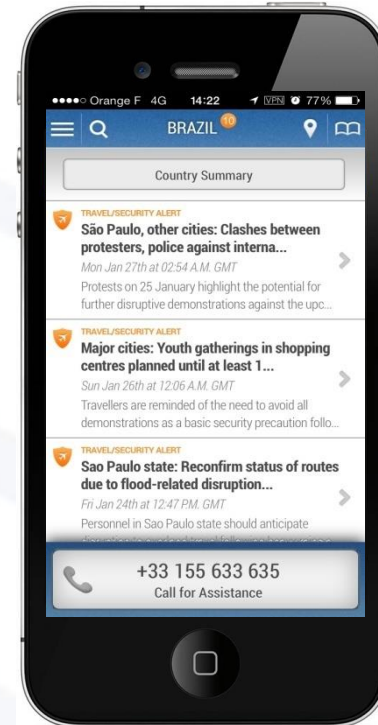 Orange F 4G 14:22 VPN 77%
BRAZIL 10
Country Summary
TRAVEL/SECURITY ALERT
São Paulo, other cities: Clashes between
protesters, police against interna...
Mon Jan 27th at 02:54 A.M. GMT
Protests on 25 January highlight the potential for
further disruptive demonstrations against the upc...
TRAVEL/SECURITY ALERT
Major cities: Youth gatherings in shopping
centres planned until at least 1...
Sun Jan 26th at 12:06 A.M. GMT
Travellers are reminded of the need to avoid all
demonstrations as a basic security precaution follo...
TRAVEL/SECURITY ALERT
Sao Paulo state: Reconfirm status of routes
due to flood-related disruption...
Fri Jan 24th at 12:47 P.M. GMT
Personnel in Sao Paulo state should anticipate
+33 155 633 635
Call for Assistance